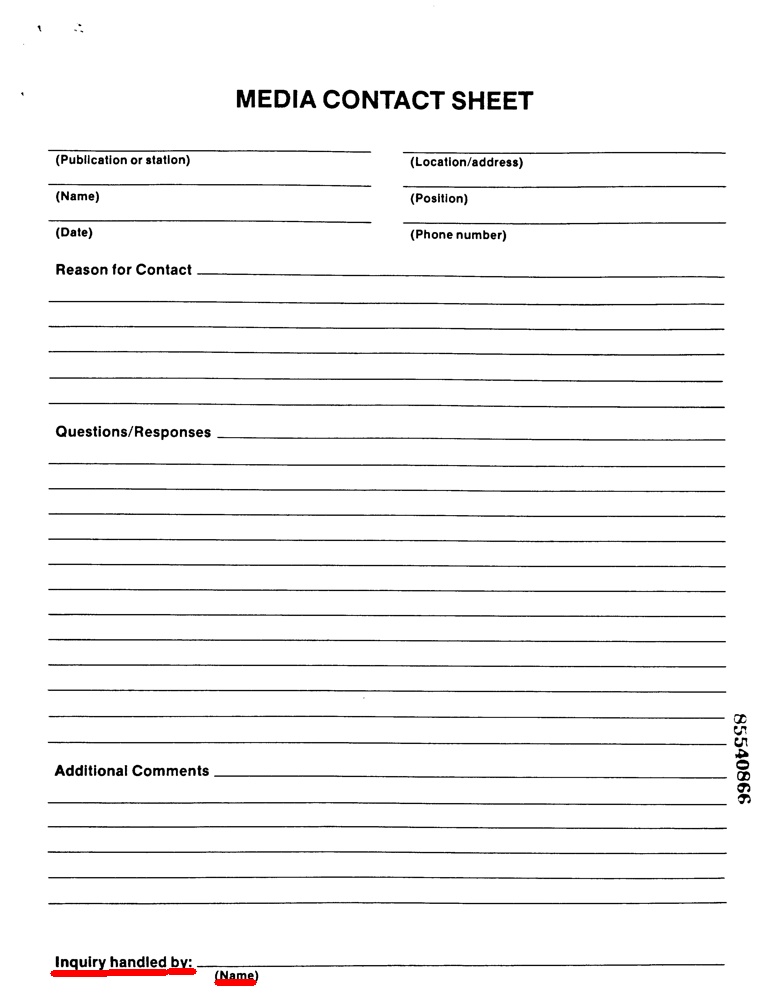 MEDIA CONTACT SHEET
(Publication or station)
(Location/address)
(Name)
(Position)
(Date)
(Phone number)
Reason for Contact
Questions/Responses
85540866
Additional Comments
Inquiry handled by:
(Name)